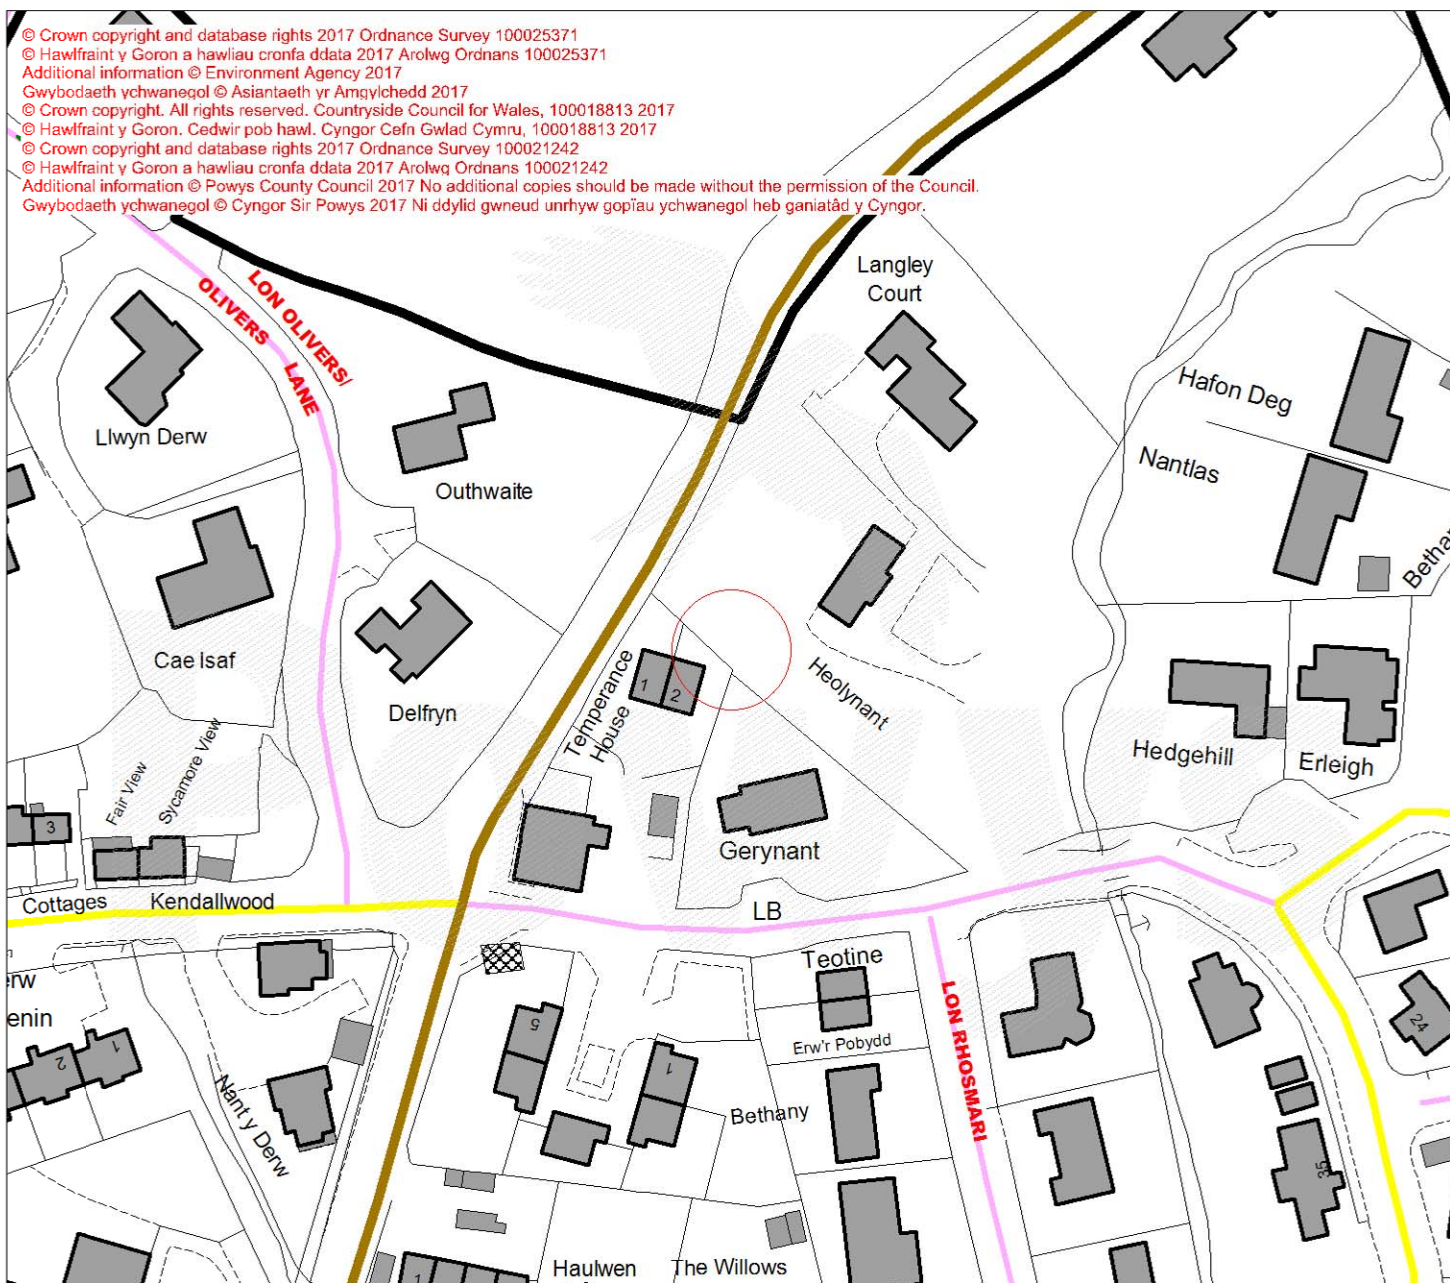 © Crown copyright and database rights 2017 Ordnance Survey 100025371
© Hawlfraint y Goron a hawliau cronfa ddata 2017 Arolwg Ordnans 100025371
Additional information © Environment Agency 2017
Gwybodaeth ychwanegol © Asiantaeth yr Amgylchedd 2017
© Crown copyright. All rights reserved. Countryside Council for Wales, 100018813 2017
© Hawlfraint y Goron. Cedwir pob hawl. Cyngor Cefn Gwlad Cymru, 100018813 2017
© Crown copyright and database rights 2017 Ordnance Survey 100021242
© Hawlfraint y Goron a hawliau cronfa ddata 2017 Arolwg Ordnans 100021242
Additional information © Powys County Council 2017 No additional copies should be made without the permission of the Council.
Gwybodaeth ychwanegol © Cyngor Sir Powys 2017 Ni ddylid gwneud unrhyw gopïau ychwanegol heb ganiatâd y Cyngor.
Langley
Court
LON OLIVERS/
OLIVERS LANE
Llwyn Derw
Outhwaite
Hafon Deg
Nantlas
Bethan
Cae Isaf
Delfryn
Temperance
House
1
2
Heolynant
Hedgehill
Erleigh
Fair View
Sycamore View
3
Gerynant
Cottages
Kendallwood
LB
Teotine
erw
enin
Erw'r Pobydd
LON RHOSMARI
24
5
1
2
1
Nant y Derw
Bethany
35
Haulwen
The Willows
1